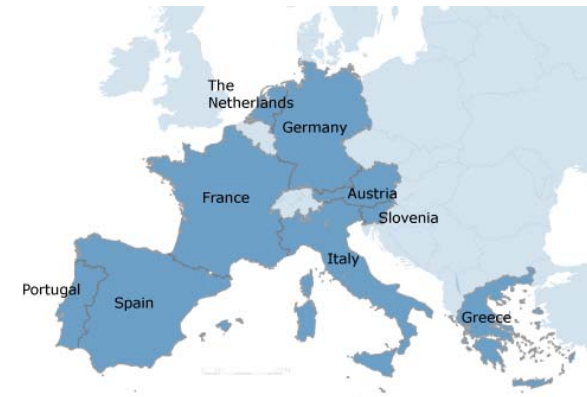 The
Netherlands
Germany
France
Austria
Slovenia
Italy
Portugal
Spain
Greece